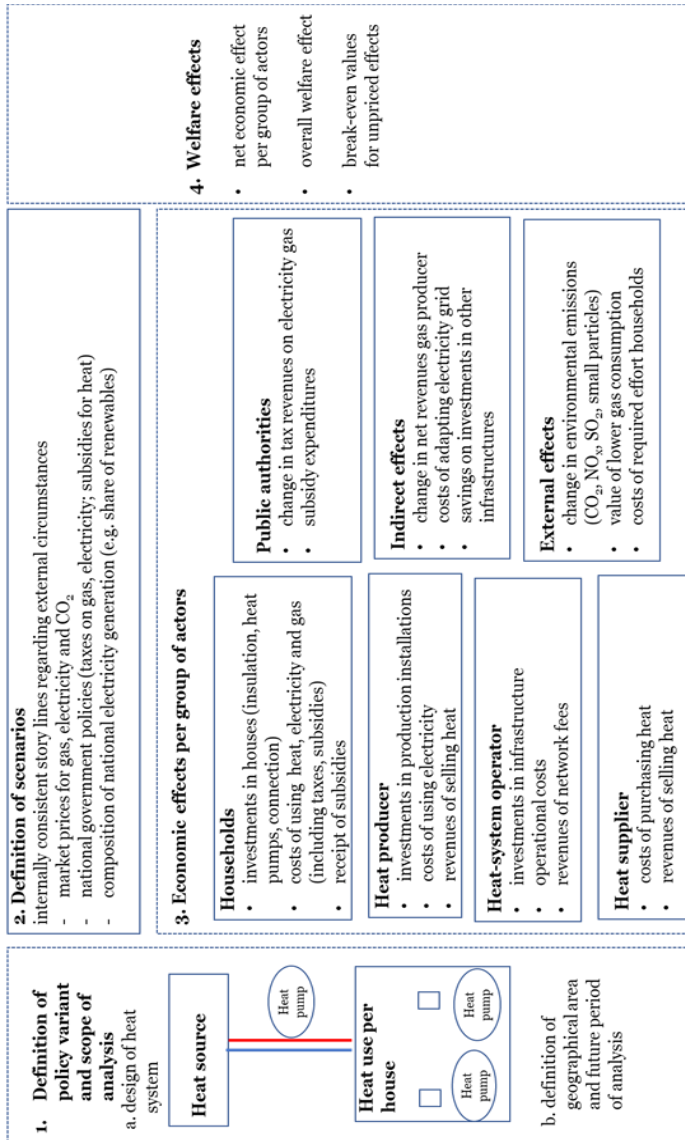 1. Definition of
policy variant
and scope of
analysis
a. design of heat
system
Heat source
Heat
pump
Heat use per
house
Heat
pump
Heat
pump
b. definition of
geographical area
and future period
of analysis
2. Definition of scenarios
internally consistent story lines regarding external circumstances
- market prices for gas, electricity and CO₂
- national government policies (taxes on gas, electricity; subsidies for heat)
- composition of national electricity generation (e.g. share of renewables)
3. Economic effects per group of actors
Households
• investments in houses (insulation, heat
pumps, connection)
• costs of using heat, electricity and gas
(including taxes, subsidies)
• receipt of subsidies
Heat producer
• investments in production installations
• costs of using electricity
• revenues of selling heat
Heat-system operator
• investments in infrastructure
• operational costs
• revenues of network fees
Heat supplier
• costs of purchasing heat
• revenues of selling heat
Public authorities
• change in tax revenues on electricity gas
• subsidy expenditures
Indirect effects
• change in net revenues gas producer
• costs of adapting electricity grid
• savings on investments in other
infrastructures
External effects
• change in environmental emissions
(CO₂, NOₓ, SO₂, small particles)
• value of lower gas consumption
• costs of required effort households
4. Welfare effects
• net economic effect
per group of actors
• overall welfare effect
• break-even values
for unpriced effects